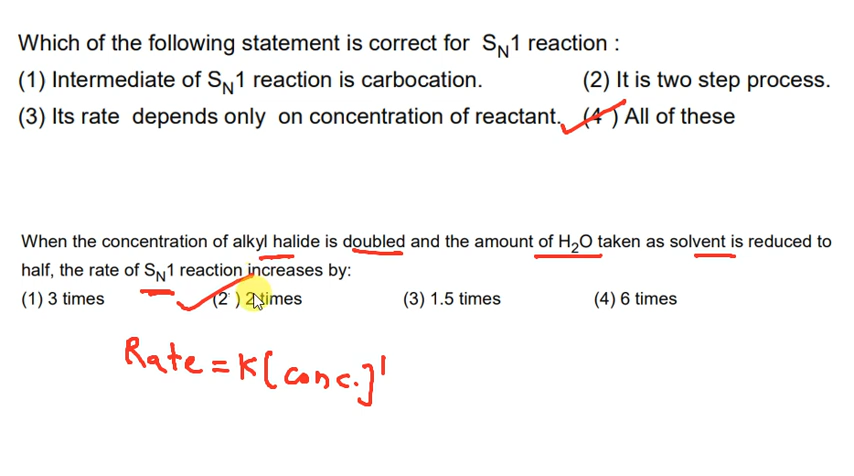 Which of the following statement is correct for SN1 reaction :
(1) Intermediate of SN1 reaction is carbocation. (2) It is two step process.
(3) Its rate depends only on concentration of reactant. (4 ) All of these
When the concentration of alkyl halide is doubled and the amount of H2O taken as solvent is reduced to
half, the rate of SN1 reaction increases by:
(1) 3 times (2 ) 2 times (3) 1.5 times (4) 6 times
Rate = K[conc.]¹